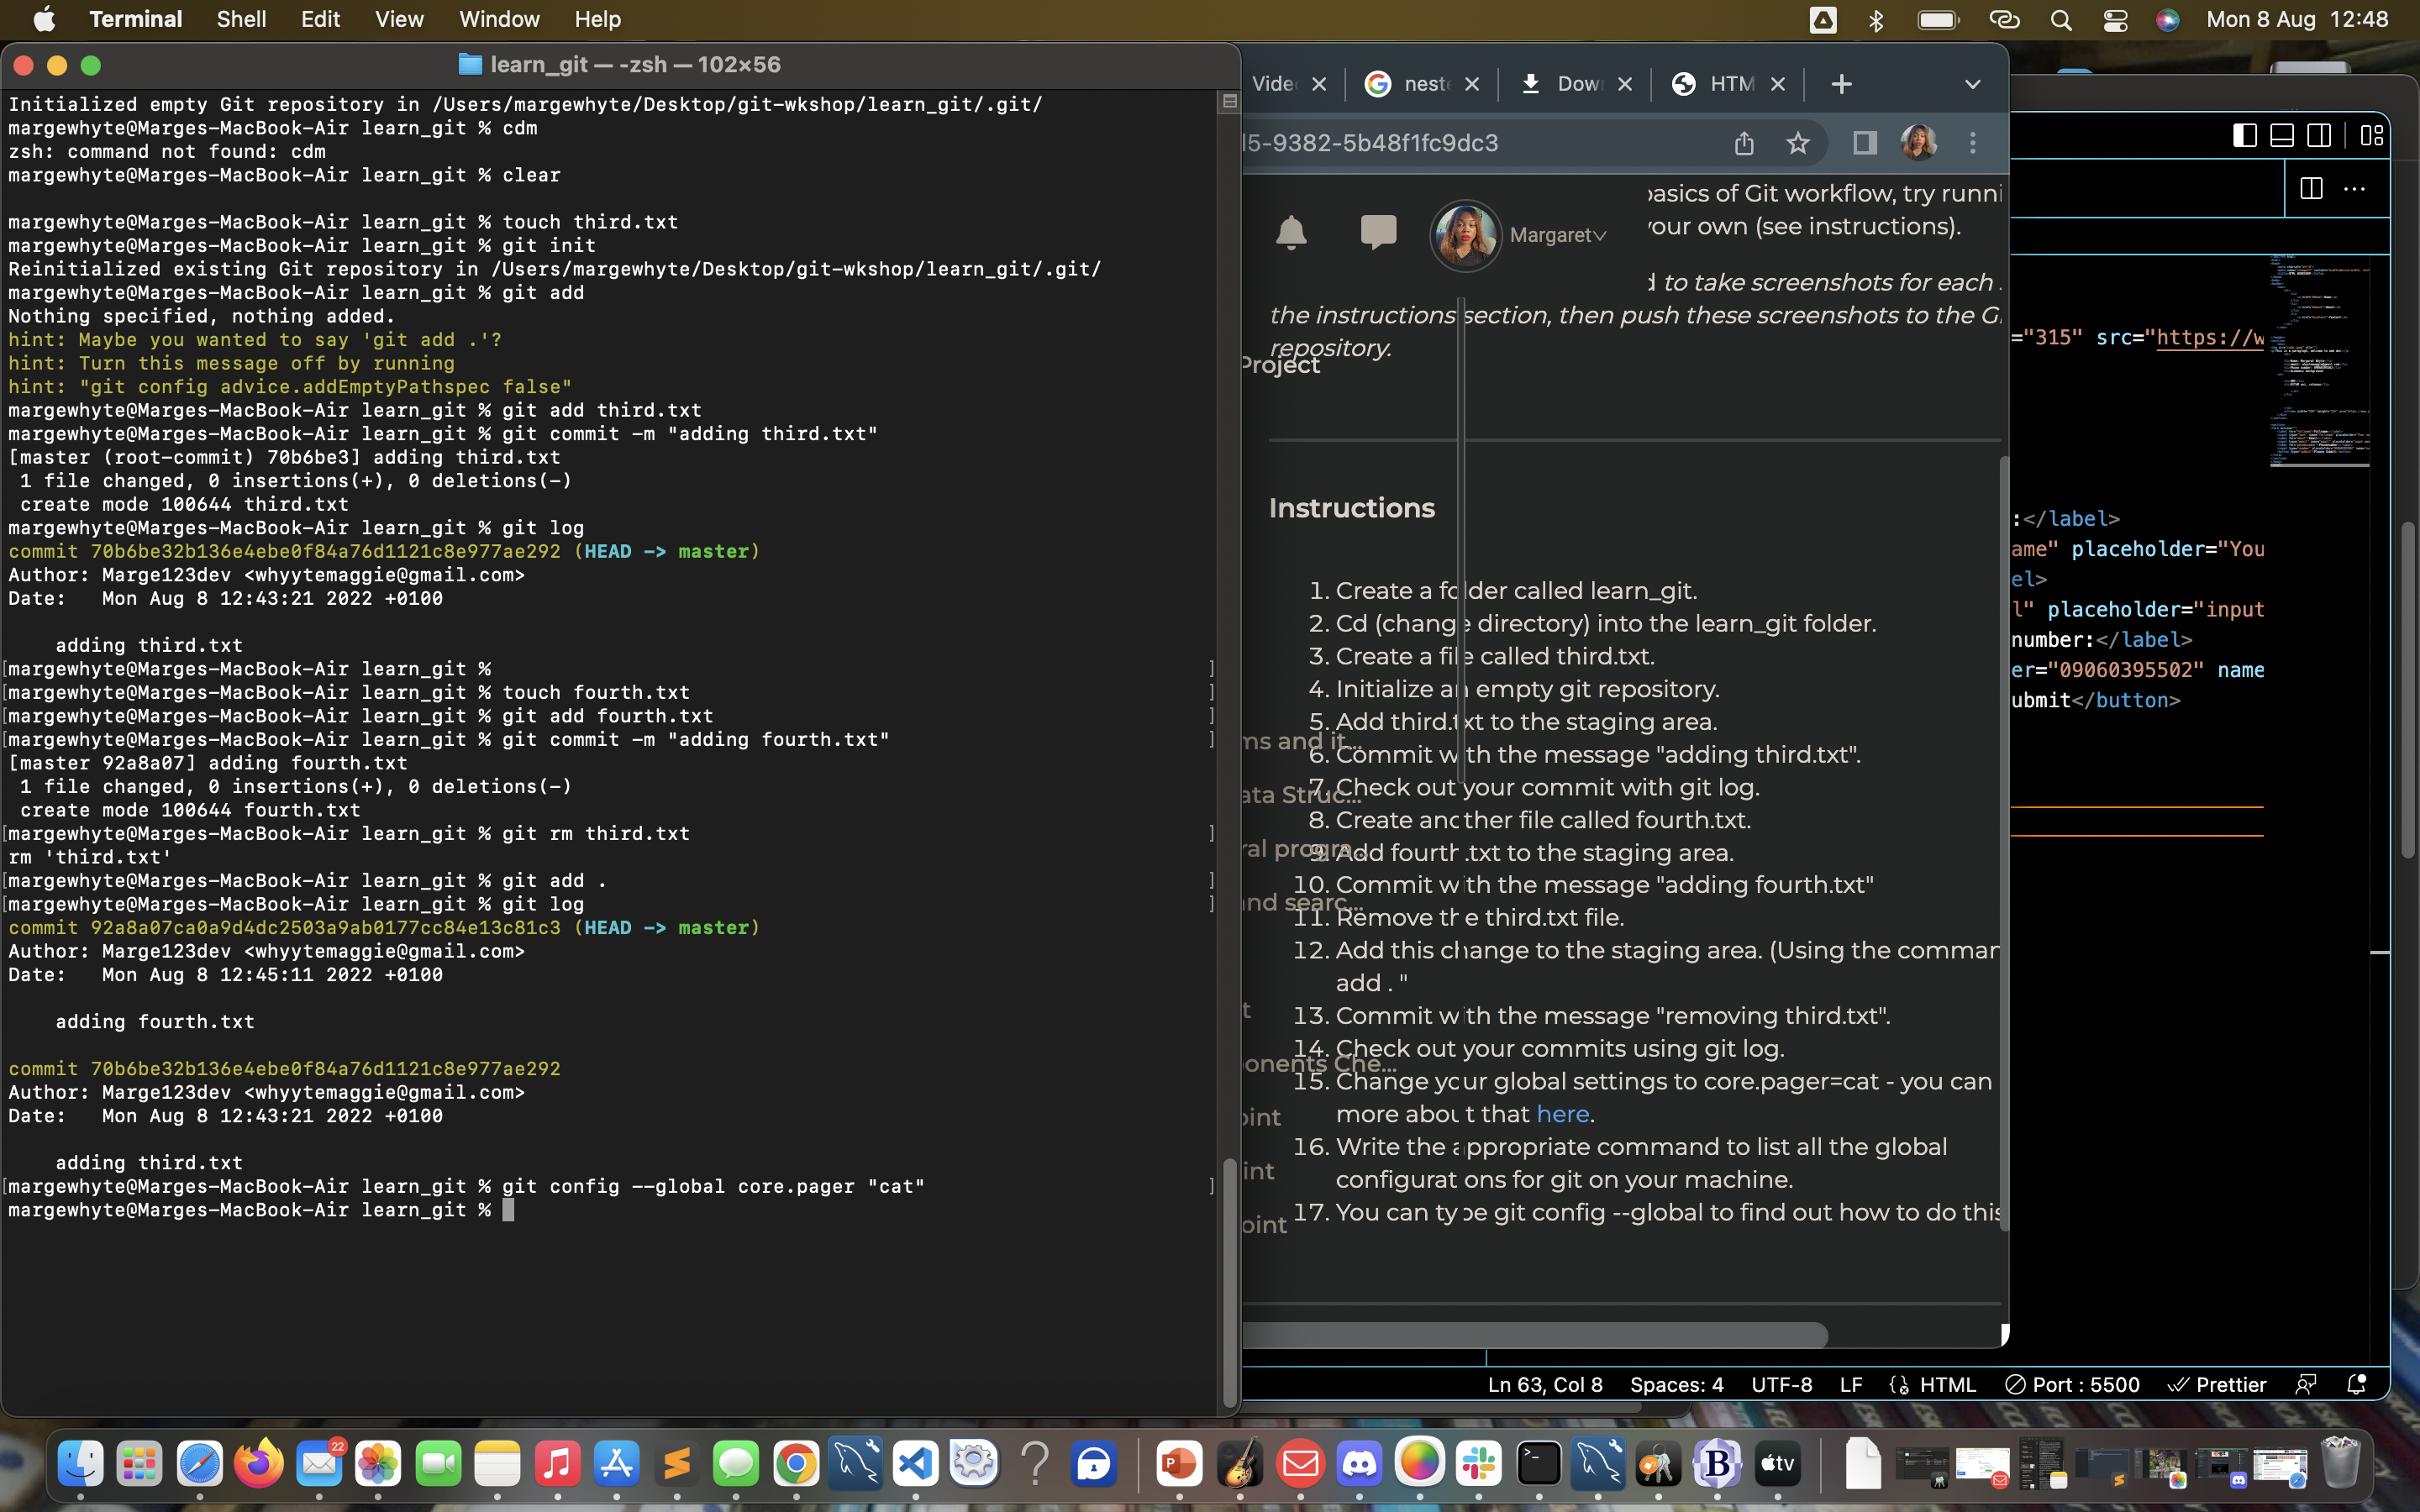 Terminal Shell Edit View Window Help Mon 8 Aug 12:48
learn_git — -zsh — 102×56
Initialized empty Git repository in /Users/margewhyte/Desktop/git-wkshop/learn_git/.git/
margewhyte@Marges-MacBook-Air learn_git % cdm
zsh: command not found: cdm
margewhyte@Marges-MacBook-Air learn_git % clear
margewhyte@Marges-MacBook-Air learn_git % touch third.txt
margewhyte@Marges-MacBook-Air learn_git % git init
Reinitialized existing Git repository in /Users/margewhyte/Desktop/git-wkshop/learn_git/.git/
margewhyte@Marges-MacBook-Air learn_git % git add
Nothing specified, nothing added.
hint: Maybe you wanted to say 'git add .'?
hint: Turn this message off by running
hint: "git config advice.addEmptyPathspec false"
margewhyte@Marges-MacBook-Air learn_git % git add third.txt
margewhyte@Marges-MacBook-Air learn_git % git commit -m "adding third.txt"
[master (root-commit) 70b6be3] adding third.txt
1 file changed, 0 insertions(+), 0 deletions(-)
create mode 100644 third.txt
margewhyte@Marges-MacBook-Air learn_git % git log
commit 70b6be32b136e4ebe0f84a76d1121c8e977ae292 (HEAD -> master)
Author: Marge123dev <whyytemaggie@gmail.com>
Date: Mon Aug 8 12:43:21 2022 +0100
adding third.txt
[margewhyte@Marges-MacBook-Air learn_git % ]
[margewhyte@Marges-MacBook-Air learn_git % touch fourth.txt ]
[margewhyte@Marges-MacBook-Air learn_git % git add fourth.txt ]
[margewhyte@Marges-MacBook-Air learn_git % git commit -m "adding fourth.txt" ]
[master 92a8a07] adding fourth.txt
1 file changed, 0 insertions(+), 0 deletions(-)
create mode 100644 fourth.txt
[margewhyte@Marges-MacBook-Air learn_git % git rm third.txt ]
rm 'third.txt'
[margewhyte@Marges-MacBook-Air learn_git % git add . ]
[margewhyte@Marges-MacBook-Air learn_git % git log ]
commit 92a8a07ca0a9d4dc2503a9ab0177cc84e13c81c3 (HEAD -> master)
Author: Marge123dev <whyytemaggie@gmail.com>
Date: Mon Aug 8 12:45:11 2022 +0100
adding fourth.txt
commit 70b6be32b136e4ebe0f84a76d1121c8e977ae292
Author: Marge123dev <whyytemaggie@gmail.com>
Date: Mon Aug 8 12:43:21 2022 +0100
adding third.txt
[margewhyte@Marges-MacBook-Air learn_git % git config --global core.pager "cat" ]
margewhyte@Marges-MacBook-Air learn_git %
Vide nest Dow HTM
l5-9382-5b48f1fc9dc3
Margaret
basics of Git workflow, try runni
your own (see instructions).
to take screenshots for each
the instructions section, then push these screenshots to the G
repository.
Project
Instructions
1. Create a folder called learn_git.
2. Cd (change directory) into the learn_git folder.
3. Create a file called third.txt.
4. Initialize an empty git repository.
5. Add third.txt to the staging area.
ms and it...
6. Commit with the message "adding third.txt".
7. Check out your commit with git log.
ata Struc...
8. Create another file called fourth.txt.
ral progra...
9. Add fourth.txt to the staging area.
10. Commit with the message "adding fourth.txt"
and searc...
11. Remove the third.txt file.
12. Add this change to the staging area. (Using the comman
add . "
13. Commit with the message "removing third.txt".
14. Check out your commits using git log.
onents Che...
15. Change your global settings to core.pager=cat - you can
more about that here.
oint
16. Write the appropriate command to list all the global
configurations for git on your machine.
int
17. You can type git config --global to find out how to do this
oint
="315" src="https://w
:</label>
ame" placeholder="You
el>
l" placeholder="input
number:</label>
er="09060395502" name
ubmit</button>
Ln 63, Col 8 Spaces: 4 UTF-8 LF HTML Port : 5500 Prettier
22
tv